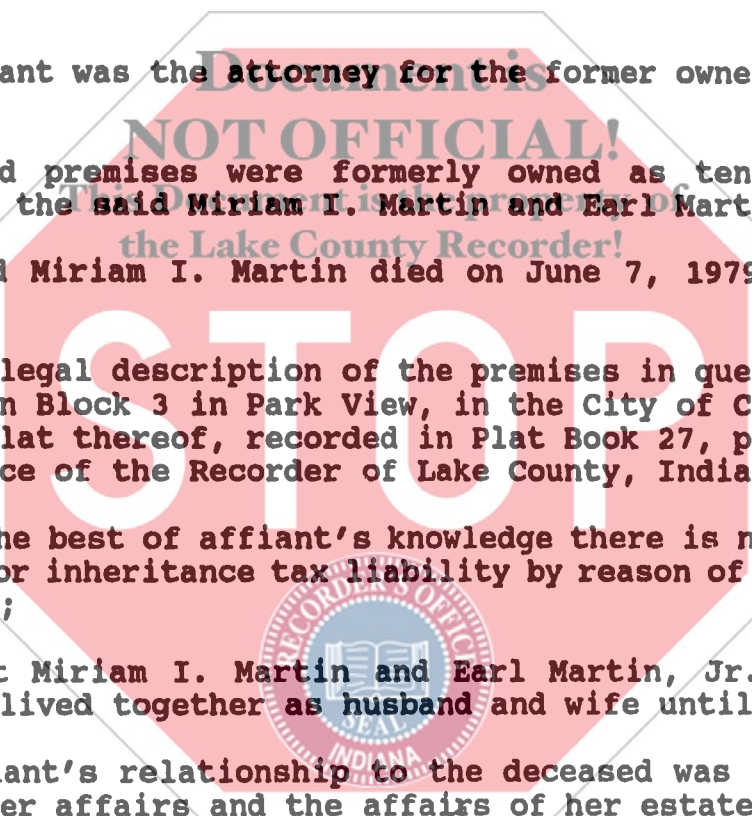 ant was the attorney for the former owne
Document is
NOT OFFICIAL!
d premises were formerly owned as ten
This Document is the property of
the said Miriam I. Martin and Earl Mart
the Lake County Recorder!
d Miriam I. Martin died on June 7, 1979
STOP
legal description of the premises in que
n Block 3 in Park View, in the City of C
lat thereof, recorded in Plat Book 27, p
ce of the Recorder of Lake County, India
he best of affiant's knowledge there is n
or inheritance tax liability by reason of
;
RECORDER'S OFFICE
t Miriam I. Martin and Earl Martin, Jr.
lived together as husband and wife until
SEAL
INDIANA
iant's relationship to the deceased was
er affairs and the affairs of her estate